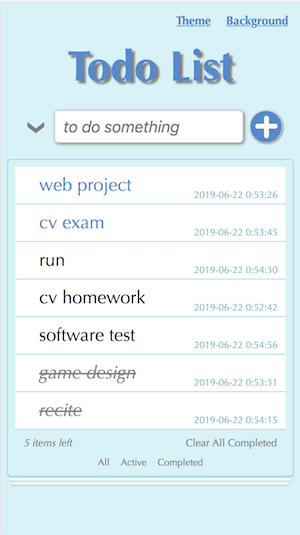 Theme Background
Todo List
to do something
web project 2019-06-22 0:53:26
cv exam 2019-06-22 0:53:45
run 2019-06-22 0:54:30
cv homework 2019-06-22 0:52:42
software test 2019-06-22 0:54:56
game design 2019-06-22 0:53:31
recite 2019-06-22 0:54:15
5 items left Clear All Completed
All Active Completed